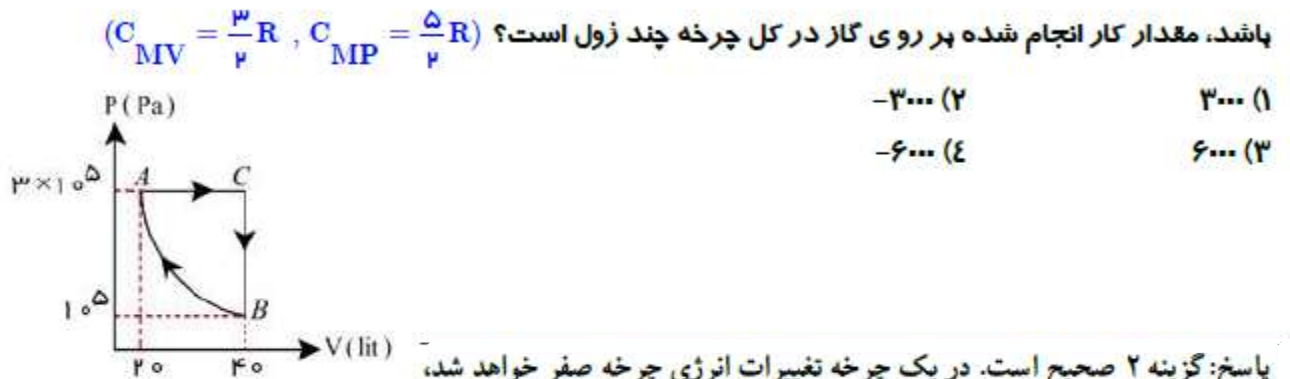 باشد، مقدار کار انجام شده بر رو ی گاز در کل چرخه چند ژول است؟ (C_MV = ۳/۲ R , C_MP = ۵/۲ R)
۱) ۳۰۰۰ ۲) ۳۰۰۰-
۳) ۶۰۰۰ ٤) ۶۰۰۰-
P ( Pa )
۳×۱۰^۵ A C
۱۰^۵ B
V ( lit )
۲۰ ۴۰
پاسخ: گزینه ۲ صحیح است. در یک چرخه تغییرات انرژی چرخه صفر خواهد شد،